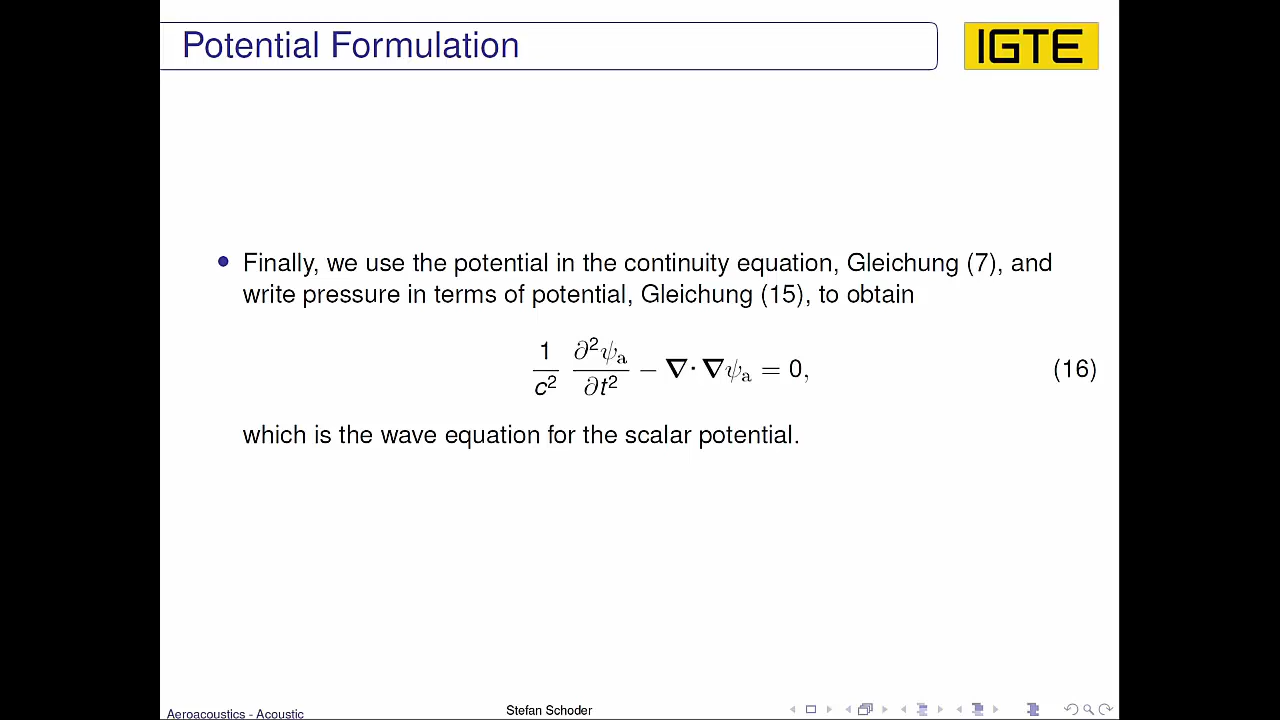 Potential Formulation
IGTE
• Finally, we use the potential in the continuity equation, Gleichung (7), and
write pressure in terms of potential, Gleichung (15), to obtain
1/c² ∂²ψₐ/∂t² − ∇·∇ψₐ = 0, (16)
which is the wave equation for the scalar potential.
Aeroacoustics - Acoustic
Stefan Schoder